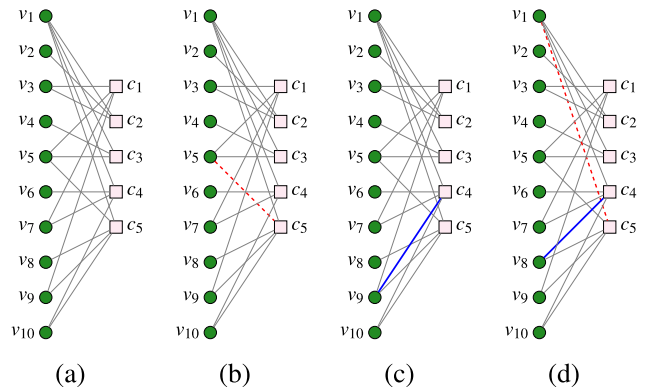 v1 v1 v1 v1
v2 v2 v2 v2
v3 c1 v3 c1 v3 c1 v3 c1
v4 c2 v4 c2 v4 c2 v4 c2
v5 c3 v5 c3 v5 c3 v5 c3
v6 c4 v6 c4 v6 c4 v6 c4
v7 c5 v7 c5 v7 c5 v7 c5
v8 v8 v8 v8
v9 v9 v9 v9
v10 v10 v10 v10
(a) (b) (c) (d)